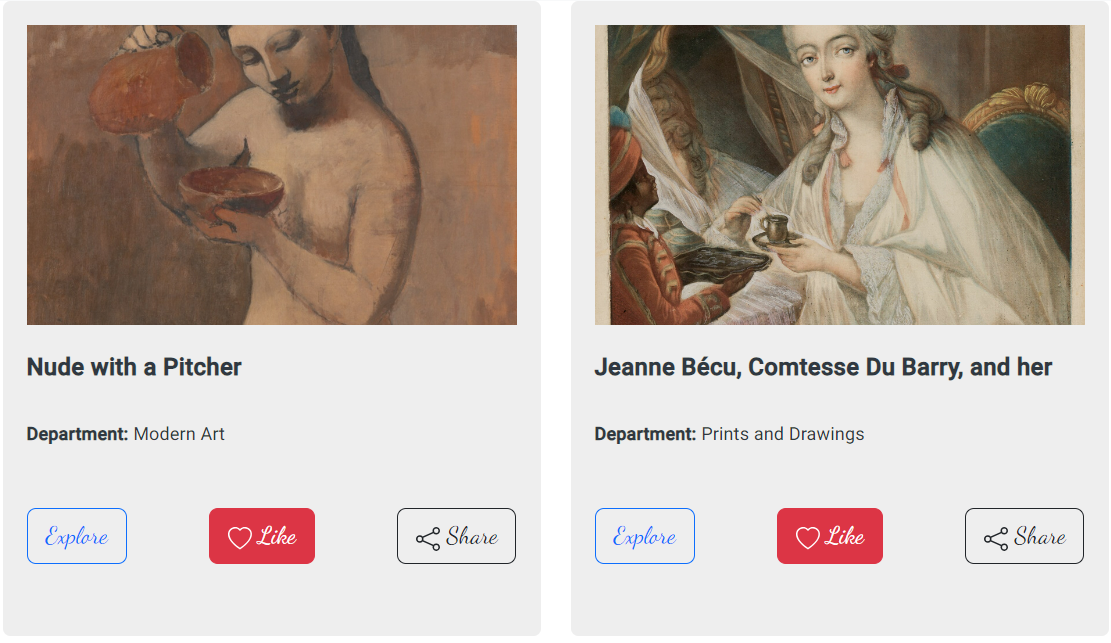 Nude with a Pitcher
Department: Modern Art
Explore
Like
Share
Jeanne Bécu, Comtesse Du Barry, and her
Department: Prints and Drawings
Explore
Like
Share